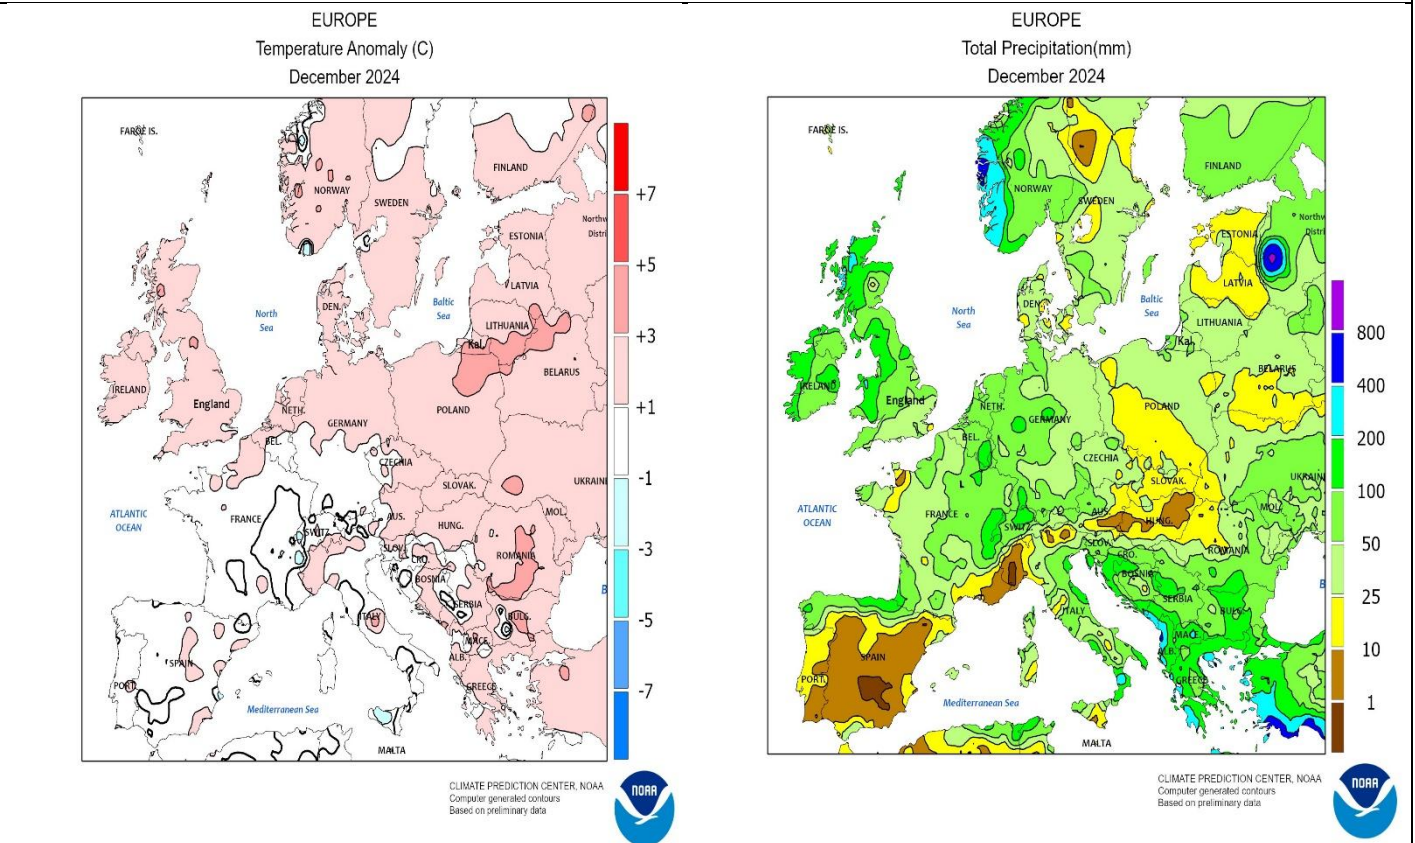 EUROPE
Temperature Anomaly (C)
December 2024
FAROE IS.
FINLAND
NORWAY
SWEDEN
Northw
Distri
ESTONIA
LATVIA
Baltic
Sea
North
Sea
DEN.
LITHUANIA
Kal.
BELARUS
IRELAND
England
NETH.
POLAND
GERMANY
BEL.
CZECHIA
SLOVAK.
UKRAIN
ATLANTIC
OCEAN
FRANCE
AUS.
MOL.
HUNG.
SWITZ.
SLOV.
ROMANIA
CRO.
BOSNIA
B
SERBIA
ITALY
BULG.
MACE.
ALB.
SPAIN
PORT.
GREECE
Mediterranean Sea
MALTA
+7
+5
+3
+1
-1
-3
-5
-7
CLIMATE PREDICTION CENTER, NOAA
Computer generated contours
Based on preliminary data
NOAA
EUROPE
Total Precipitation(mm)
December 2024
FAROE IS.
FINLAND
NORWAY
SWEDEN
Northw
Distri
ESTONIA
LATVIA
Baltic
Sea
North
Sea
DEN.
LITHUANIA
Kal.
BELARUS
IRELAND
England
NETH.
POLAND
GERMANY
BEL.
CZECHIA
SLOVAK.
UKRAIN
ATLANTIC
OCEAN
FRANCE
AUS.
MOL.
HUNG.
SWITZ.
SLOV.
ROMANIA
CRO.
BOSNIA
B
SERBIA
ITALY
BULG.
MACE.
ALB.
SPAIN
PORT.
GREECE
Mediterranean Sea
MALTA
800
400
200
100
50
25
10
1
CLIMATE PREDICTION CENTER, NOAA
Computer generated contours
Based on preliminary data
NOAA